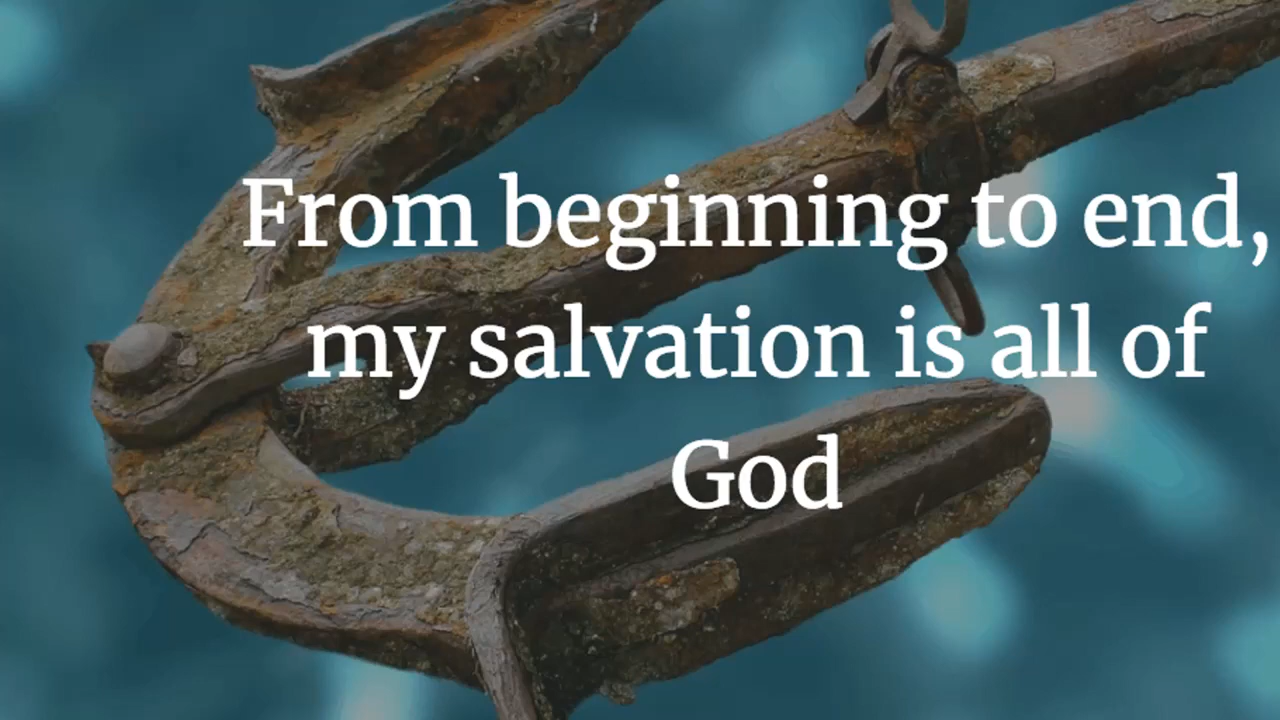 From beginning to end,
my salvation is all of
God